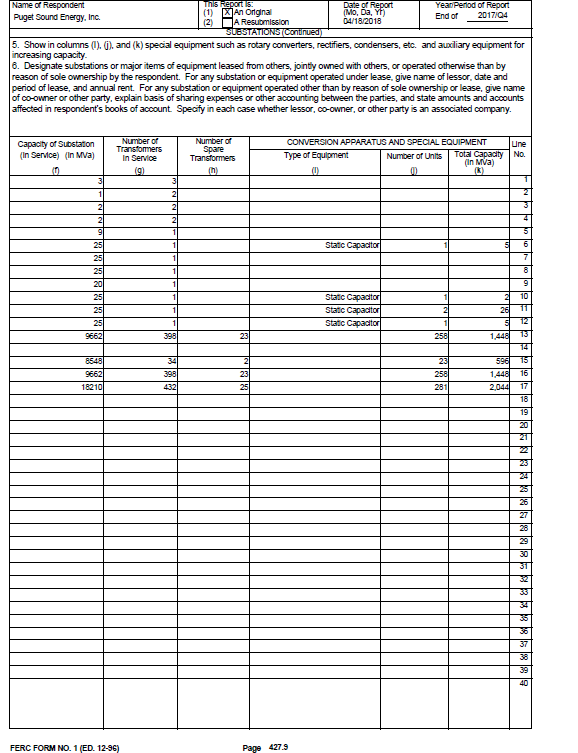 Name of Respondent
Puget Sound Energy, Inc.
This Report Is:
(1) X An Original
(2) A Resubmission
Date of Report
(Mo, Da, Yr)
04/18/2018
Year/Period of Report
End of 2017/Q4
SUBSTATIONS (Continued)
5. Show in columns (I), (j), and (k) special equipment such as rotary converters, rectifiers, condensers, etc. and auxiliary equipment for
increasing capacity.
6. Designate substations or major items of equipment leased from others, jointly owned with others, or operated otherwise than by
reason of sole ownership by the respondent. For any substation or equipment operated under lease, give name of lessor, date and
period of lease, and annual rent. For any substation or equipment operated other than by reason of sole ownership or lease, give name
of co-owner or other party, explain basis of sharing expenses or other accounting between the parties, and state amounts and accounts
affected in respondent's books of account. Specify in each case whether lessor, co-owner, or other party is an associated company.
Capacity of Substation
(In Service) (In MVa)
(f)
Number of
Transformers
In Service
(g)
Number of
Spare
Transformers
(h)
CONVERSION APPARATUS AND SPECIAL EQUIPMENT
Type of Equipment
(i)
Number of Units
(j)
Total Capacity
(In MVa)
(k)
Line
No.
3 3 1
1 2 2
2 2 3
2 2 4
9 1 5
25 1 Static Capacitor 1 5 6
25 1 7
25 1 8
20 1 9
25 1 Static Capacitor 1 2 10
25 1 Static Capacitor 2 26 11
25 1 Static Capacitor 1 5 12
9662 398 23 258 1,448 13
14
8548 34 2 23 596 15
9662 398 23 258 1,448 16
18210 432 25 281 2,044 17
18
19
20
21
22
23
24
25
26
27
28
29
30
31
32
33
34
35
36
37
38
39
40
FERC FORM NO. 1 (ED. 12-96)
Page 427.9